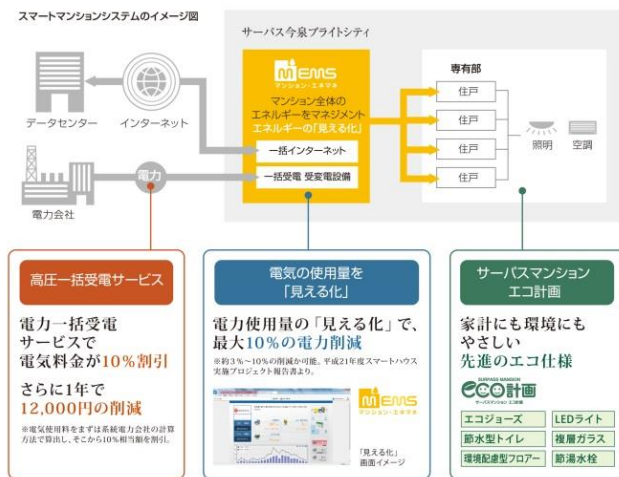 スマートマンションシステムのイメージ図
サーパス今泉ブライトシティ
データセンター
インターネット
電力会社
電力
MEMS
マンション・エネマネ
マンション全体の
エネルギーをマネジメント
エネルギーの「見える化」
一括インターネット
一括受電 受変電設備
専有部
住戸
住戸
住戸
住戸
照明
空調
高圧一括受電サービス
電力一括受電
サービスで
電気料金が10%割引
さらに1年で
12,000円の削減
※電気使用料をまずは系統電力会社の計算
方法で算出し、そこから10%相当額を割引。
電気の使用量を
「見える化」
電力使用量の「見える化」で、
最大10%の電力削減
※約3%~10%の削減が可能。平成21年度スマートハウス
実施プロジェクト報告書より。
MEMS
マンション・エネマネ
「見える化」
画面イメージ
サーパスマンション
エコ計画
家計にも環境にも
やさしい
先進のエコ仕様
SURPASS MANSION
eco計画
サーパスマンション エコ計画
エコジョーズ
LEDライト
節水型トイレ
複層ガラス
環境配慮型フロアー
節湯水栓